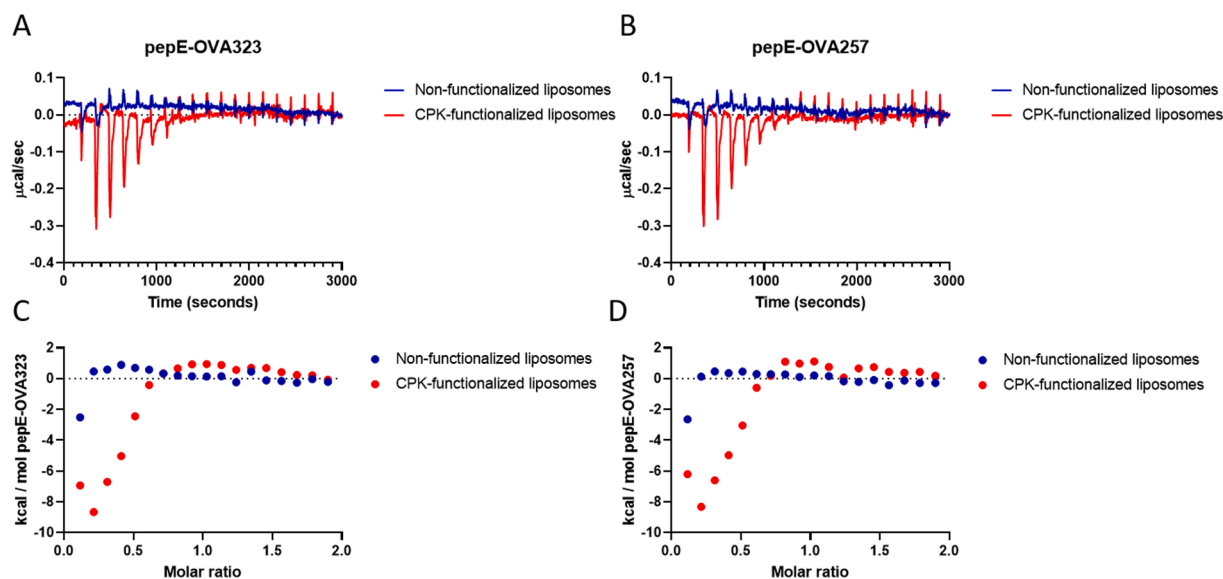 A
pepE-OVA323
0.1
0.0
-0.1
-0.2
-0.3
-0.4
µcal/sec
0
1000
2000
3000
Time (seconds)
Non-functionalized liposomes
CPK-functionalized liposomes
B
pepE-OVA257
0.1
0.0
-0.1
-0.2
-0.3
-0.4
µcal/sec
0
1000
2000
3000
Time (seconds)
Non-functionalized liposomes
CPK-functionalized liposomes
C
2
0
-2
-4
-6
-8
-10
kcal / mol pepE-OVA323
0.0
0.5
1.0
1.5
2.0
Molar ratio
Non-functionalized liposomes
CPK-functionalized liposomes
D
2
0
-2
-4
-6
-8
-10
kcal / mol pepE-OVA257
0.0
0.5
1.0
1.5
2.0
Molar ratio
Non-functionalized liposomes
CPK-functionalized liposomes